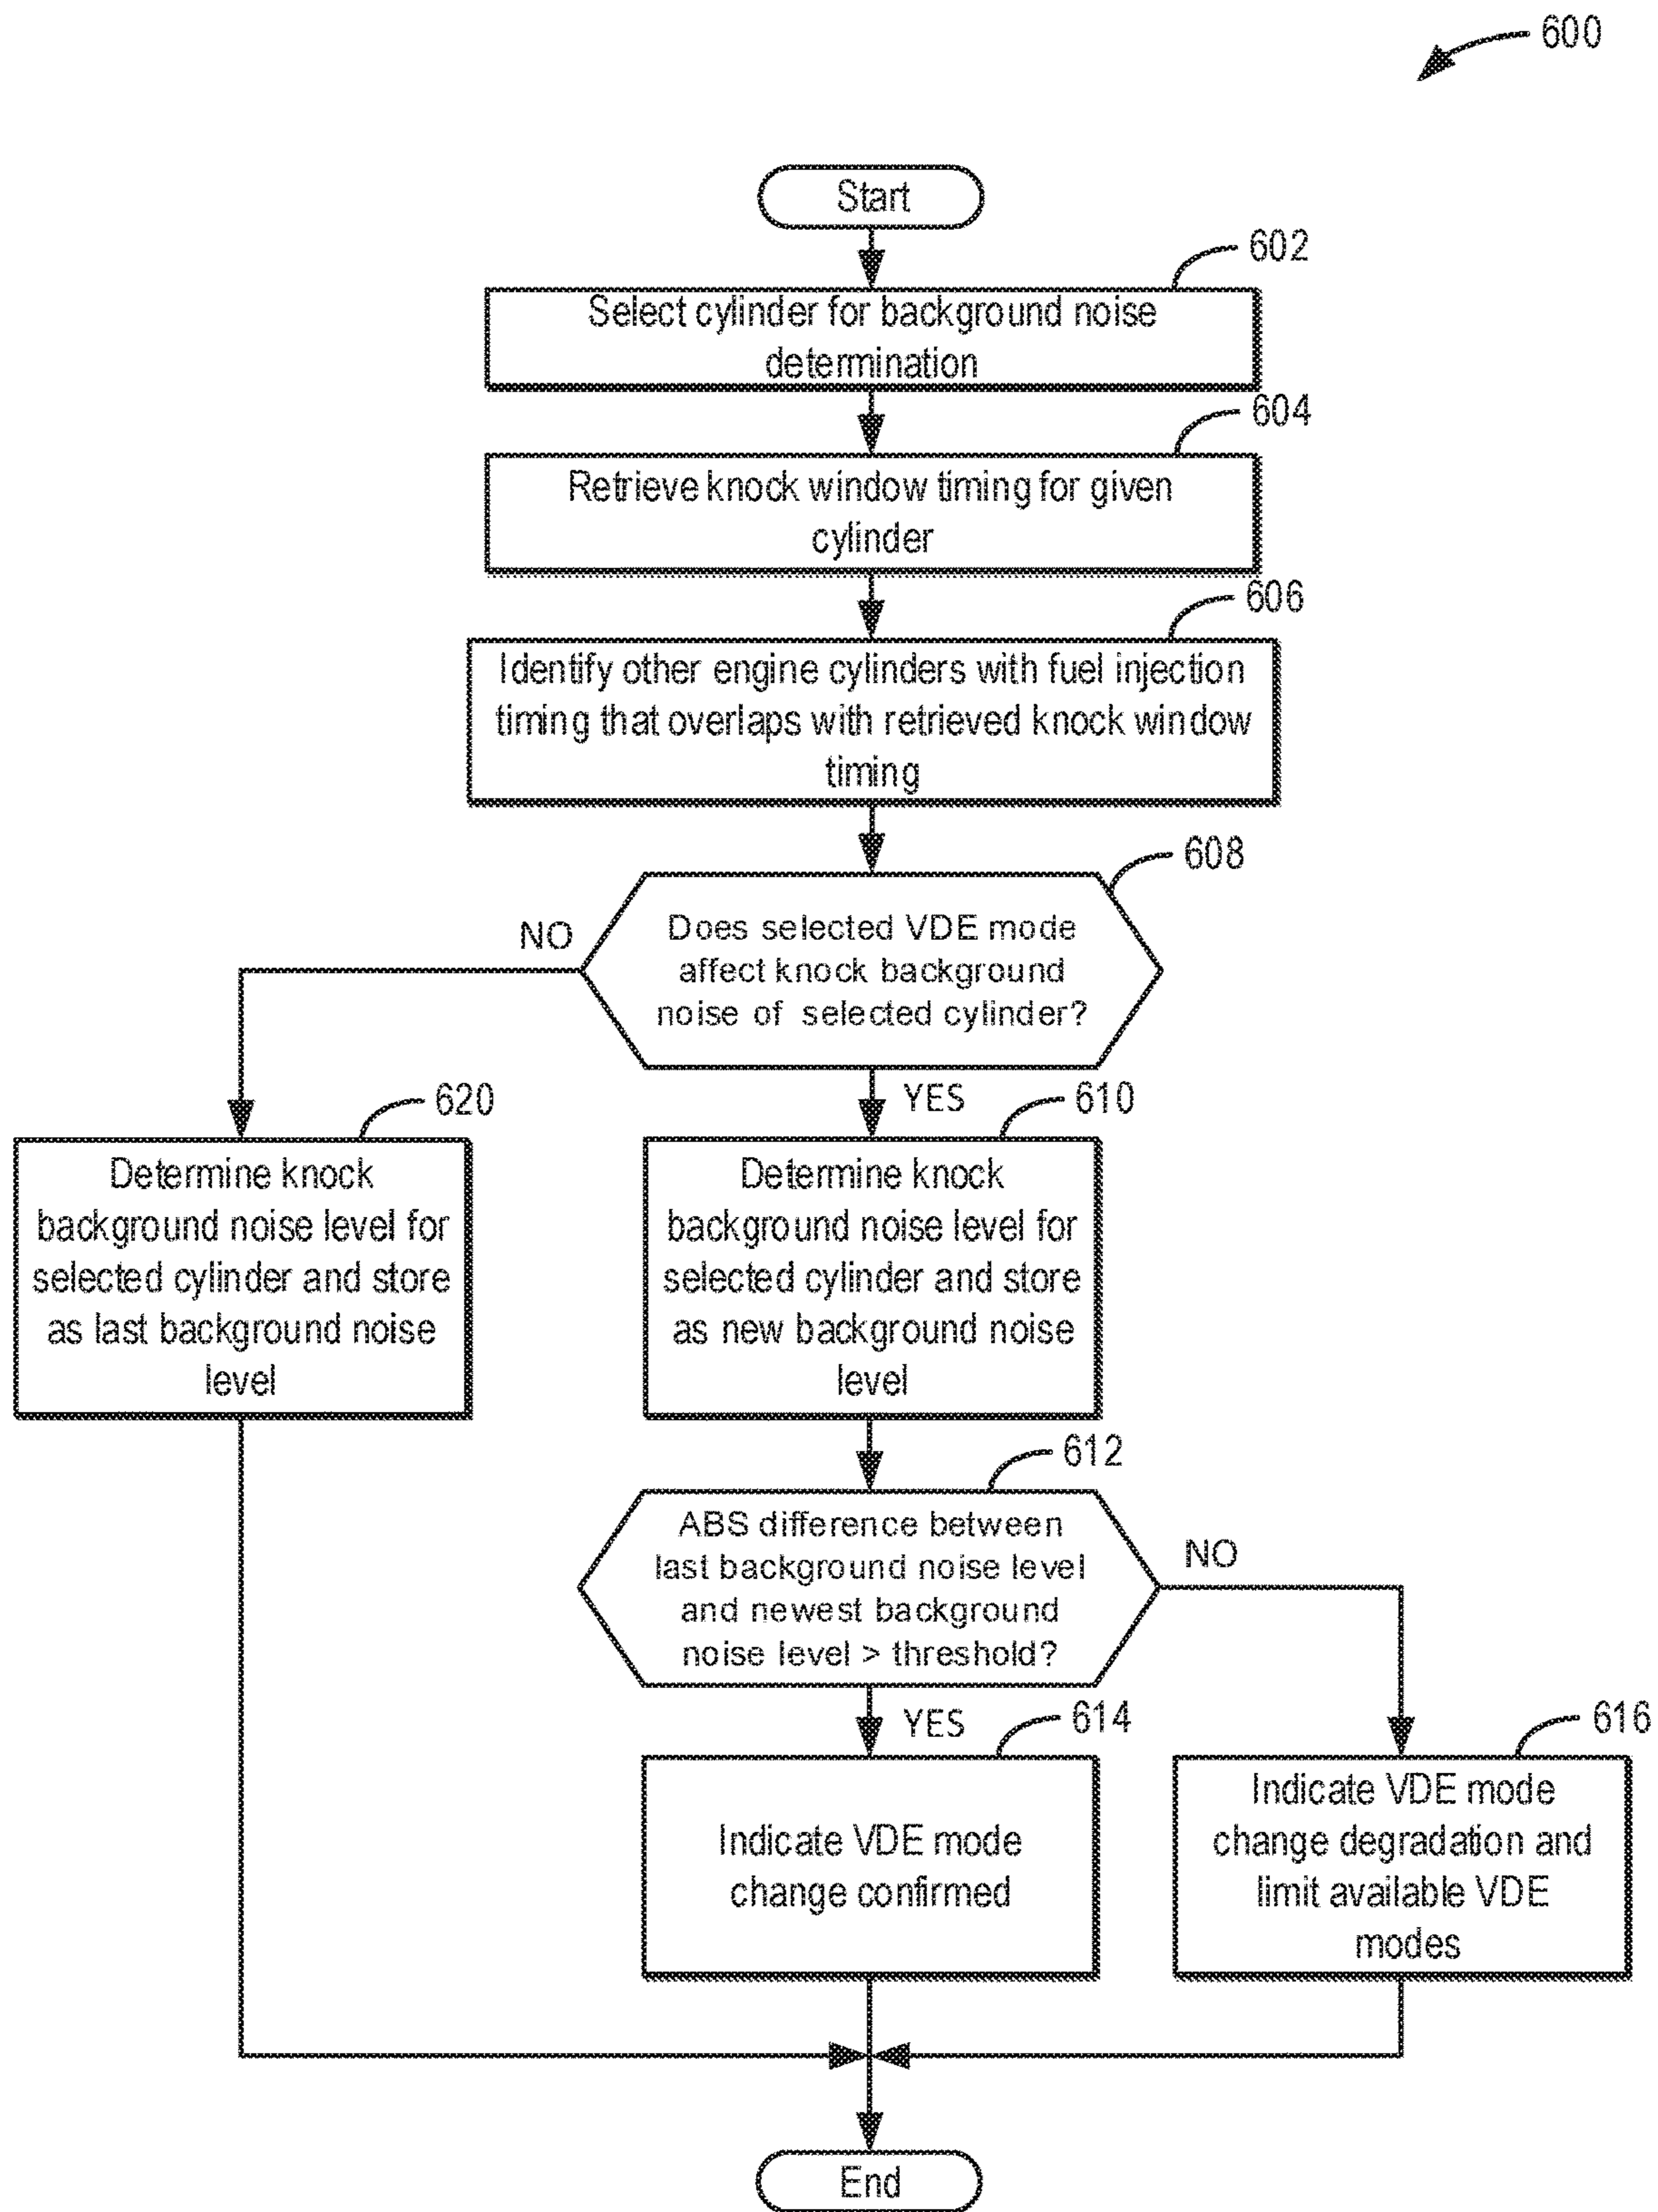 600
Start
602
Select cylinder for background noise
determination
604
Retrieve knock window timing for given
cylinder
606
Identify other engine cylinders with fuel injection
timing that overlaps with retrieved knock window
timing
608
Does selected VDE mode
affect knock background
noise of selected cylinder?
NO
YES
620
Determine knock
background noise level for
selected cylinder and store
as last background noise
level
610
Determine knock
background noise level for
selected cylinder and store
as new background noise
level
612
ABS difference between
last background noise level
and newest background
noise level > threshold?
NO
YES
614
Indicate VDE mode
change confirmed
616
Indicate VDE mode
change degradation and
limit available VDE
modes
End